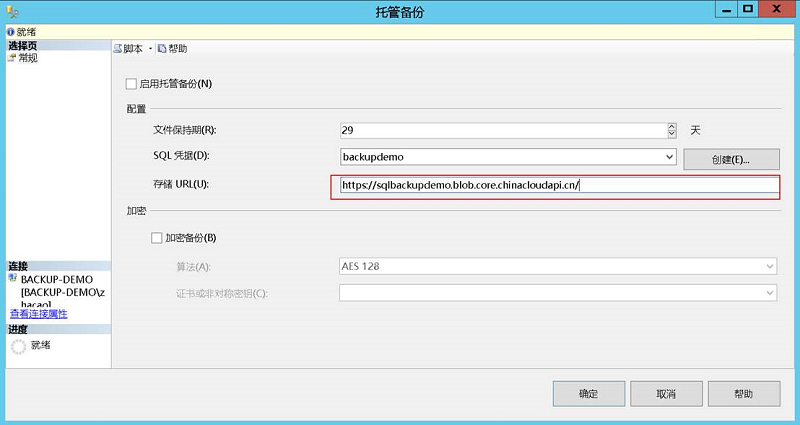 托管备份
就绪
选择页
常规
脚本 帮助
启用托管备份(N)
配置
文件保持期(R): 29 天
SQL 凭据(D): backupdemo 创建(E)...
存储 URL(U): https://sqlbackupdemo.blob.core.chinacloudapi.cn/
加密
加密备份(B)
算法(A): AES 128
证书或非对称密钥(C):
连接
BACKUP-DEMO
[BACKUP-DEMO\z
hacao]
查看连接属性
进度
就绪
确定 取消 帮助